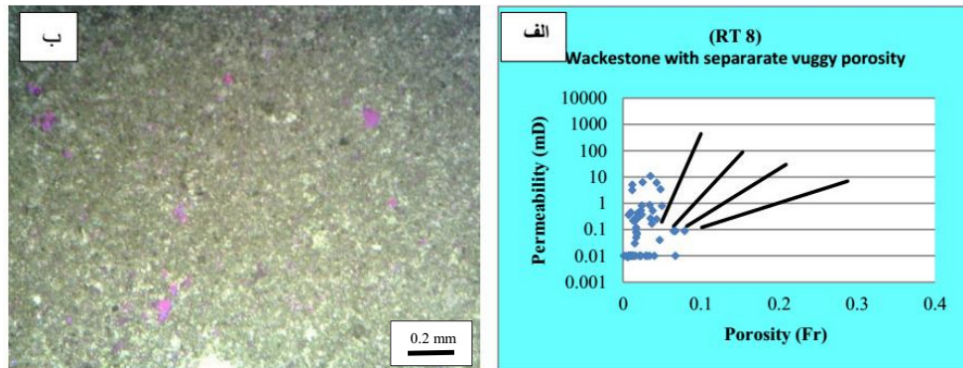 ب
0.2 mm
الف
(RT 8)
Wackestone with separarate vuggy porosity
Permeability (mD)
10000
1000
100
10
1
0.1
0.01
0.001
0 0.1 0.2 0.3 0.4
Porosity (Fr)